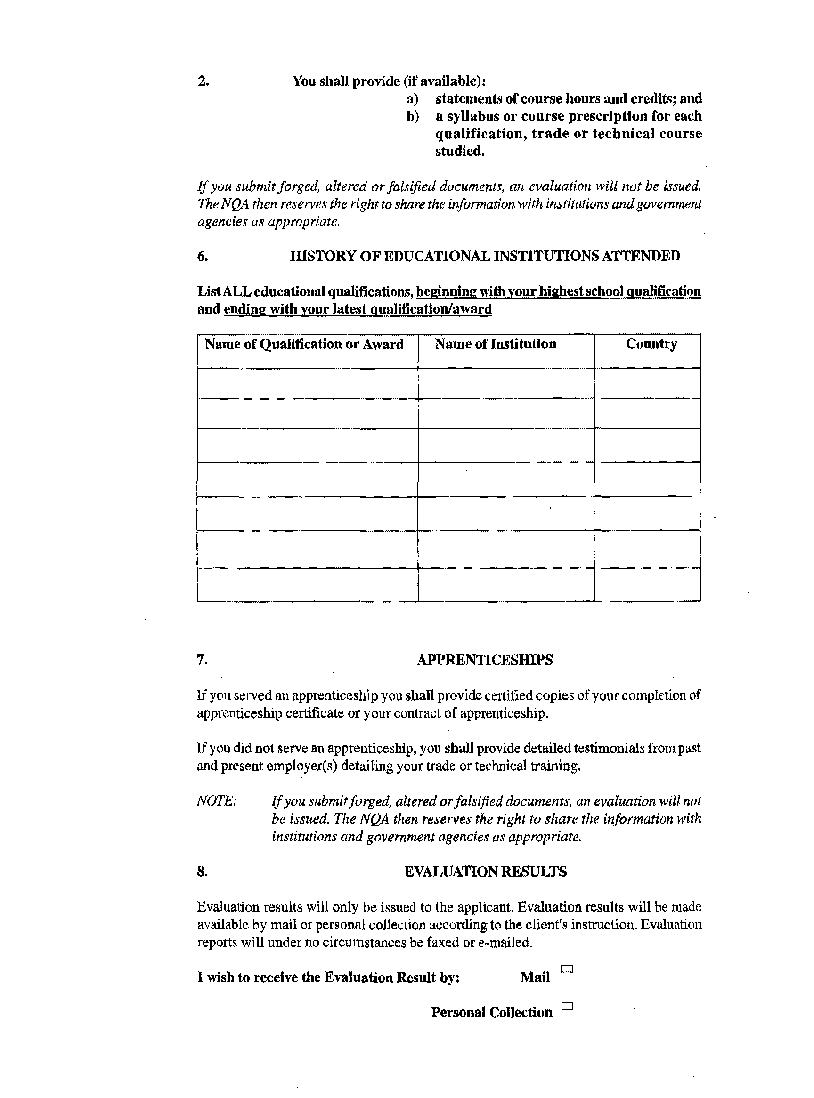 2. You shall provide (if available):
a) statements of course hours and credits; and
b) a syllabus or course prescription for each
qualification, trade or technical course
studied.
If you submit forged, altered or falsified documents, an evaluation will not be issued.
The NQA then reserves the right to share the information with institutions and government
agencies as appropriate.
6. HISTORY OF EDUCATIONAL INSTITUTIONS ATTENDED
List ALL educational qualifications, beginning with your highest school qualification
and ending with your latest qualification/award
Name of Qualification or Award Name of Institution Country
7. APPRENTICESHIPS
If you served an apprenticeship you shall provide certified copies of your completion of
apprenticeship certificate or your contract of apprenticeship.
If you did not serve an apprenticeship, you shall provide detailed testimonials from past
and present employer(s) detailing your trade or technical training.
NOTE: If you submit forged, altered or falsified documents, an evaluation will not
be issued. The NQA then reserves the right to share the information with
institutions and government agencies as appropriate.
8. EVALUATION RESULTS
Evaluation results will only be issued to the applicant. Evaluation results will be made
available by mail or personal collection according to the client's instruction. Evaluation
reports will under no circumstances be faxed or e-mailed.
I wish to receive the Evaluation Result by: Mail
Personal Collection